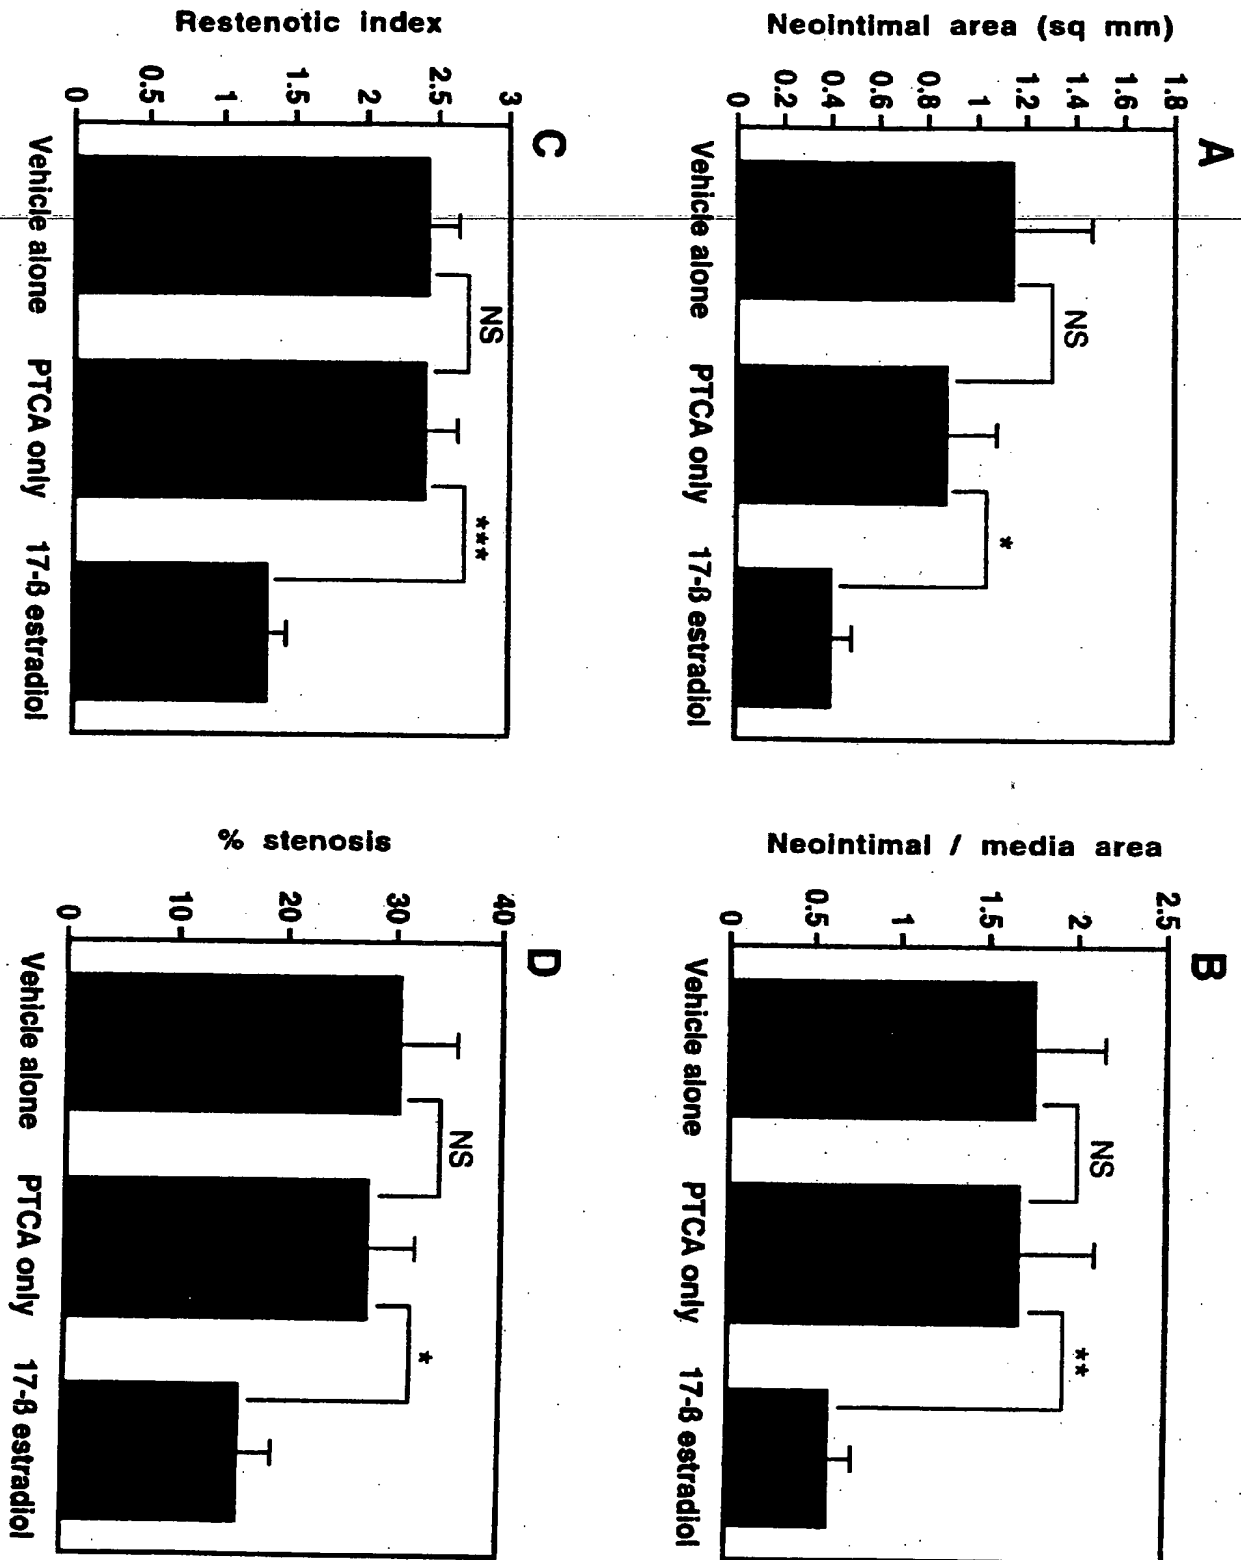 A
Neointimal area (sq mm)
1.8
1.6
1.4
1.2
1
0.8
0.6
0.4
0.2
0
NS
*
Vehicle alone PTCA only 17-ß estradiol
B
Neointimal / media area
2.5
2
1.5
1
0.5
0
NS
**
Vehicle alone PTCA only 17-ß estradiol
C
Restenotic index
3
2.5
2
1.5
1
0.5
0
NS
***
Vehicle alone PTCA only 17-ß estradiol
D
% stenosis
40
30
20
10
0
NS
*
Vehicle alone PTCA only 17-ß estradiol